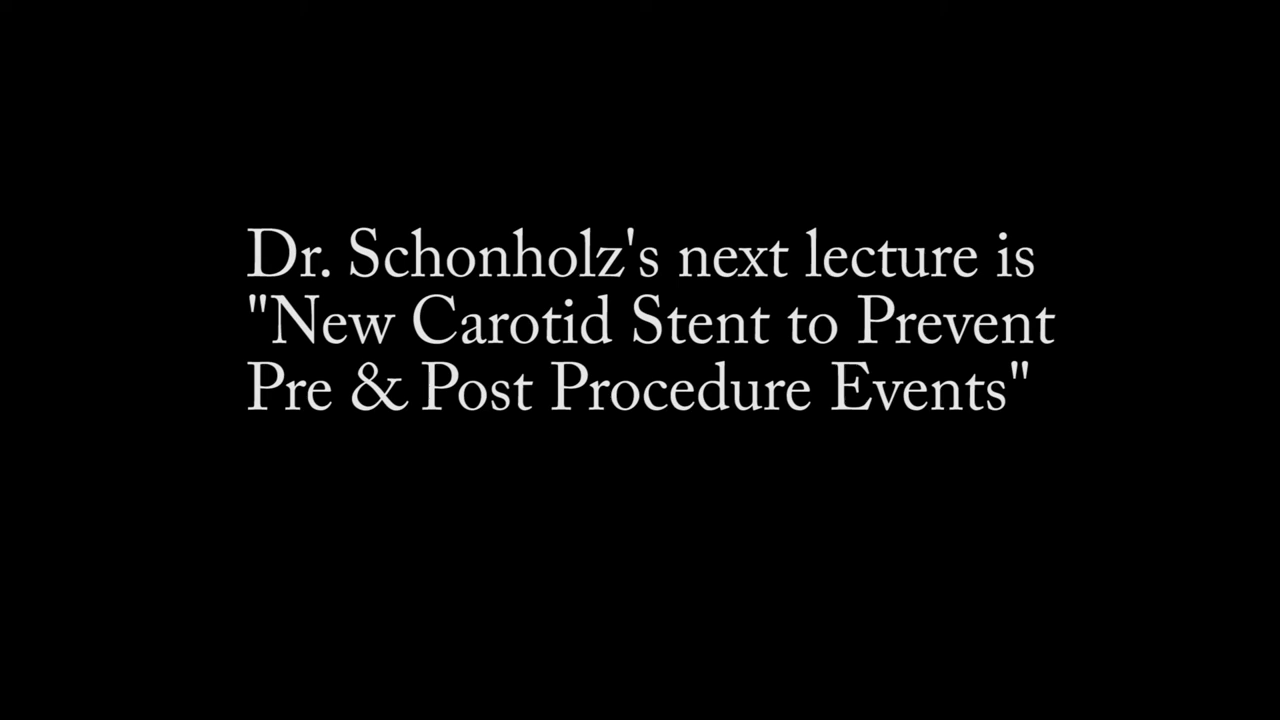 Dr. Schonholz's next lecture is
"New Carotid Stent to Prevent
Pre & Post Procedure Events"